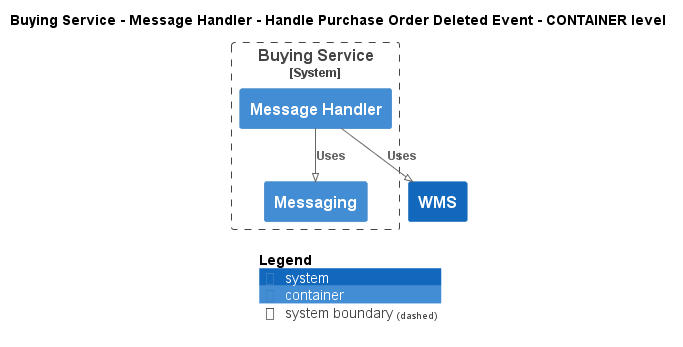 Buying Service - Message Handler - Handle Purchase Order Deleted Event - CONTAINER level
Buying Service
[System]
Message Handler
Uses
Uses
Messaging
WMS
Legend
system
container
system boundary (dashed)